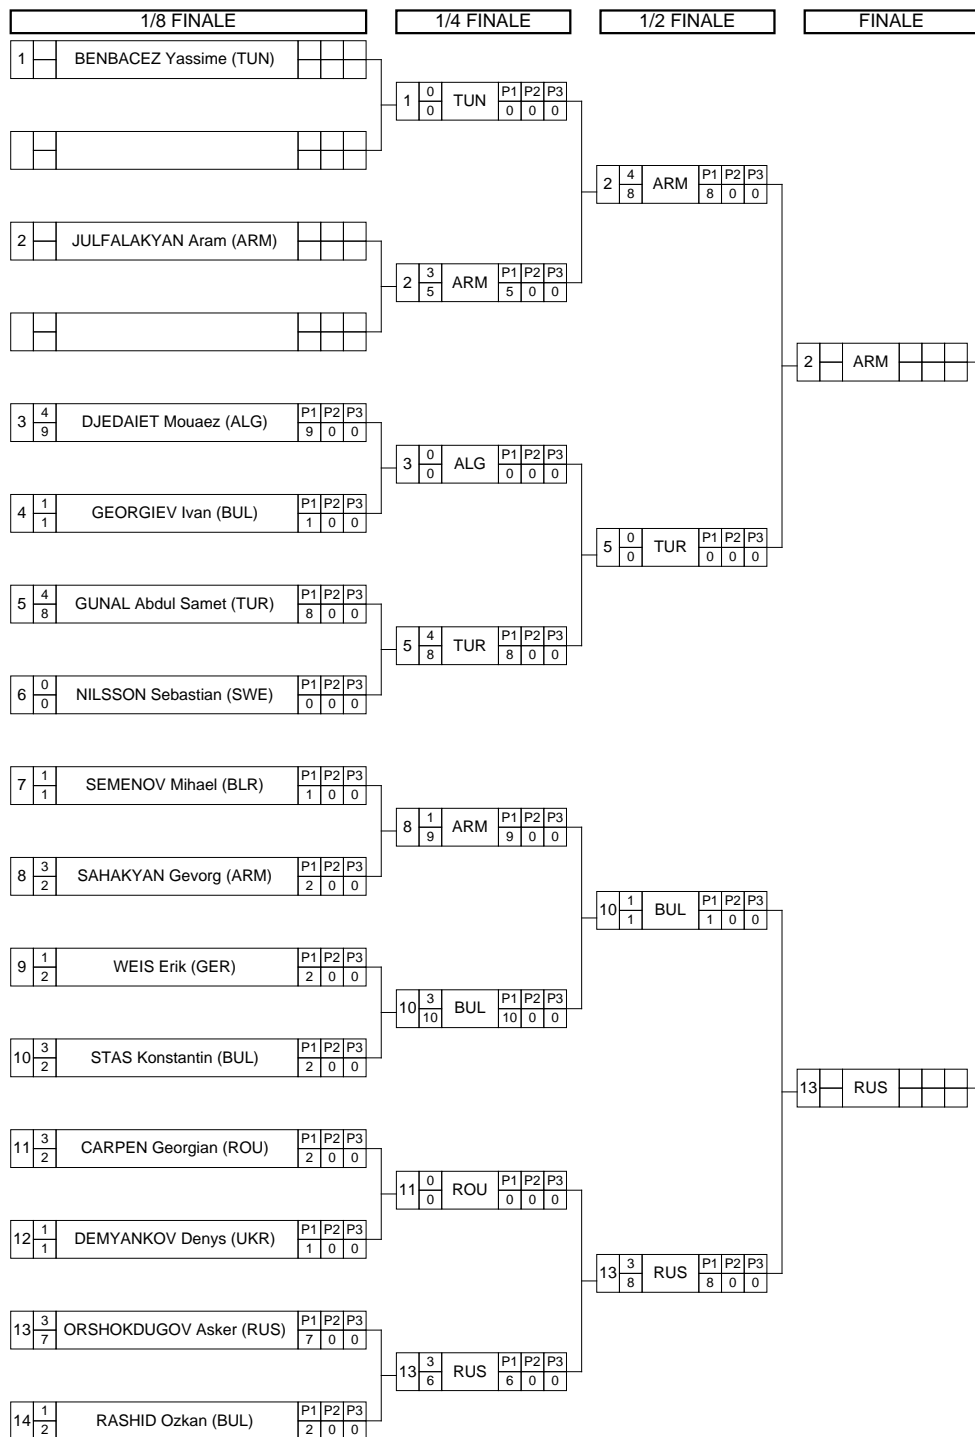 1/8 FINALE
1/4 FINALE
1/2 FINALE
FINALE
1 BENBACEZ Yassime (TUN)
2 JULFALAKYAN Aram (ARM)
3 4 9 DJEDAIET Mouaez (ALG) P1 P2 P3 9 0 0
4 1 1 GEORGIEV Ivan (BUL) P1 P2 P3 1 0 0
5 4 8 GUNAL Abdul Samet (TUR) P1 P2 P3 8 0 0
6 0 0 NILSSON Sebastian (SWE) P1 P2 P3 0 0 0
7 1 1 SEMENOV Mihael (BLR) P1 P2 P3 1 0 0
8 3 2 SAHAKYAN Gevorg (ARM) P1 P2 P3 2 0 0
9 1 2 WEIS Erik (GER) P1 P2 P3 2 0 0
10 3 2 STAS Konstantin (BUL) P1 P2 P3 2 0 0
11 3 2 CARPEN Georgian (ROU) P1 P2 P3 2 0 0
12 1 1 DEMYANKOV Denys (UKR) P1 P2 P3 1 0 0
13 3 7 ORSHOKDUGOV Asker (RUS) P1 P2 P3 7 0 0
14 1 2 RASHID Ozkan (BUL) P1 P2 P3 2 0 0
1 0 0 TUN P1 P2 P3 0 0 0
2 3 5 ARM P1 P2 P3 5 0 0
3 0 0 ALG P1 P2 P3 0 0 0
5 4 8 TUR P1 P2 P3 8 0 0
8 1 9 ARM P1 P2 P3 9 0 0
10 3 10 BUL P1 P2 P3 10 0 0
11 0 0 ROU P1 P2 P3 0 0 0
13 3 6 RUS P1 P2 P3 6 0 0
2 4 8 ARM P1 P2 P3 8 0 0
5 0 0 TUR P1 P2 P3 0 0 0
10 1 1 BUL P1 P2 P3 1 0 0
13 3 8 RUS P1 P2 P3 8 0 0
2 ARM
13 RUS